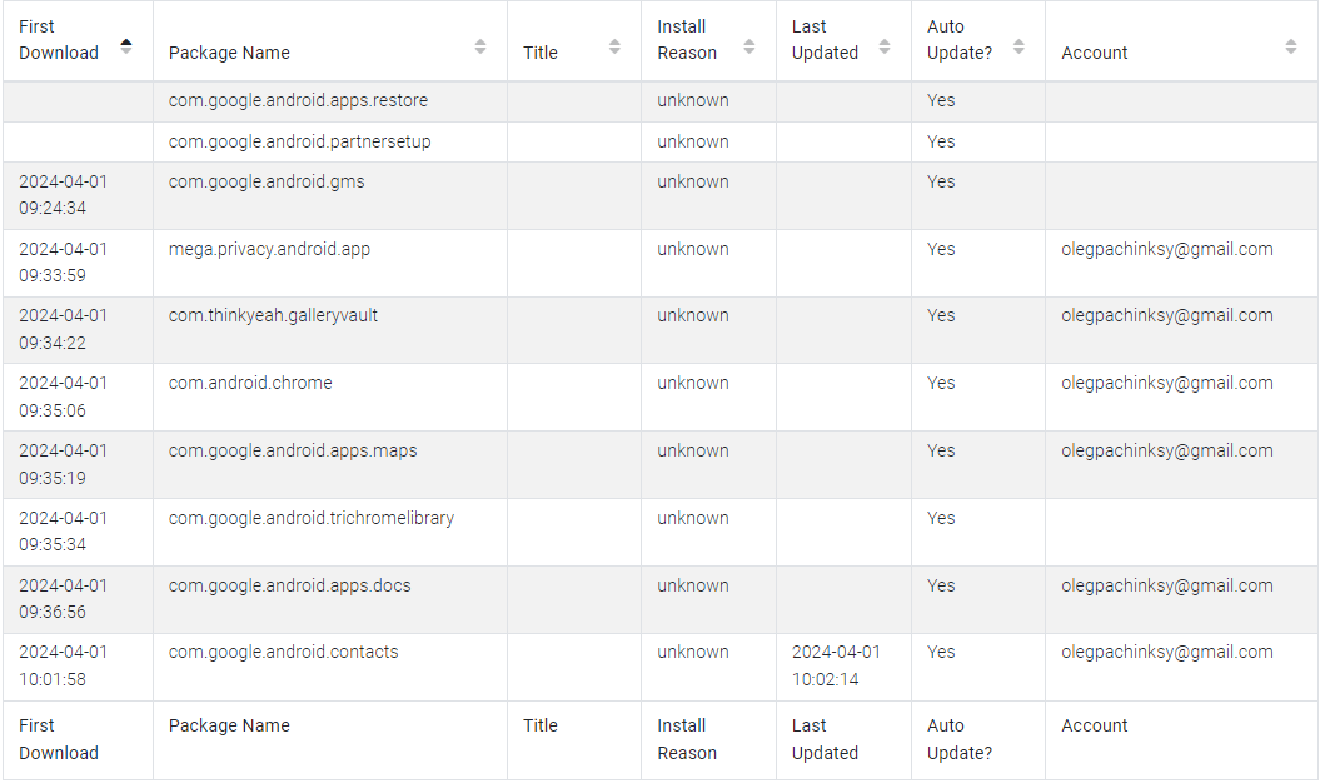 First Download Package Name Title Install Reason Last Updated Auto Update? Account
com.google.android.apps.restore unknown Yes
com.google.android.partnersetup unknown Yes
2024-04-01 09:24:34 com.google.android.gms unknown Yes
2024-04-01 09:33:59 mega.privacy.android.app unknown Yes olegpachinksy@gmail.com
2024-04-01 09:34:22 com.thinkyeah.galleryvault unknown Yes olegpachinksy@gmail.com
2024-04-01 09:35:06 com.android.chrome unknown Yes olegpachinksy@gmail.com
2024-04-01 09:35:19 com.google.android.apps.maps unknown Yes olegpachinksy@gmail.com
2024-04-01 09:35:34 com.google.android.trichromelibrary unknown Yes
2024-04-01 09:36:56 com.google.android.apps.docs unknown Yes olegpachinksy@gmail.com
2024-04-01 10:01:58 com.google.android.contacts unknown 2024-04-01 10:02:14 Yes olegpachinksy@gmail.com
First Download Package Name Title Install Reason Last Updated Auto Update? Account